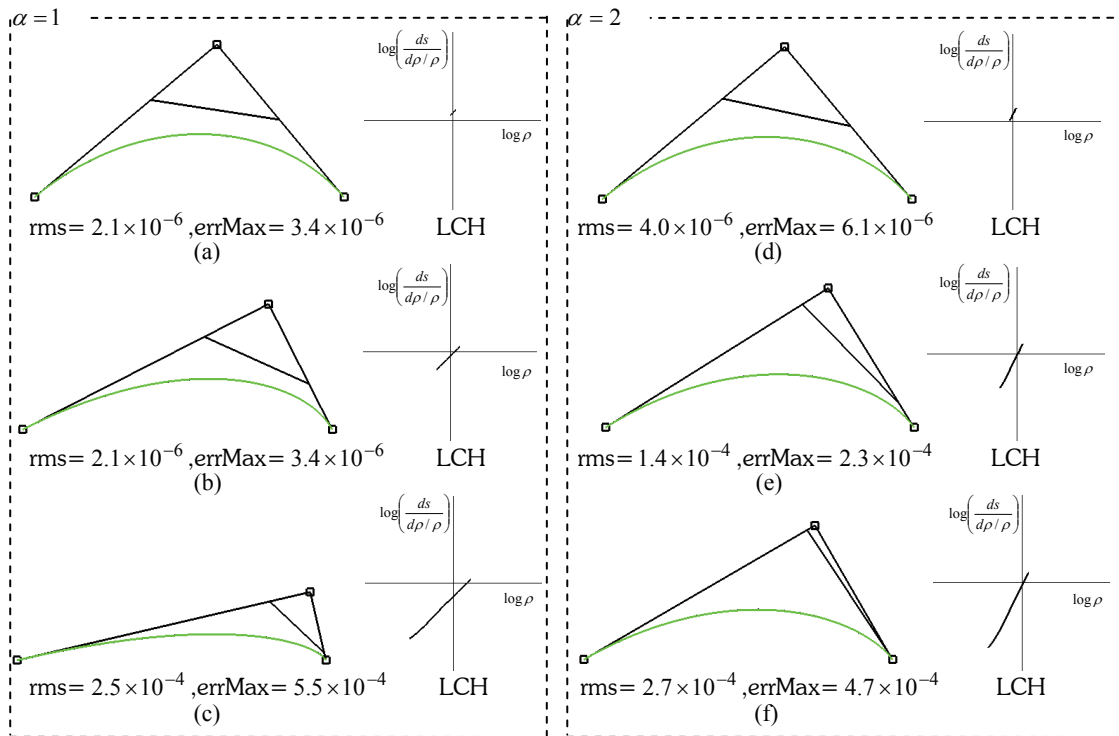 α = 1
log(ds/dρ/ρ)
log ρ
rms= 2.1×10⁻⁶ ,errMax= 3.4×10⁻⁶ LCH
(a)
log(ds/dρ/ρ)
log ρ
rms= 2.1×10⁻⁶ ,errMax= 3.4×10⁻⁶ LCH
(b)
log(ds/dρ/ρ)
log ρ
rms= 2.5×10⁻⁴ ,errMax= 5.5×10⁻⁴ LCH
(c)
α = 2
log(ds/dρ/ρ)
log ρ
rms= 4.0×10⁻⁶ ,errMax= 6.1×10⁻⁶ LCH
(d)
log(ds/dρ/ρ)
log ρ
rms= 1.4×10⁻⁴ ,errMax= 2.3×10⁻⁴ LCH
(e)
log(ds/dρ/ρ)
log ρ
rms= 2.7×10⁻⁴ ,errMax= 4.7×10⁻⁴ LCH
(f)